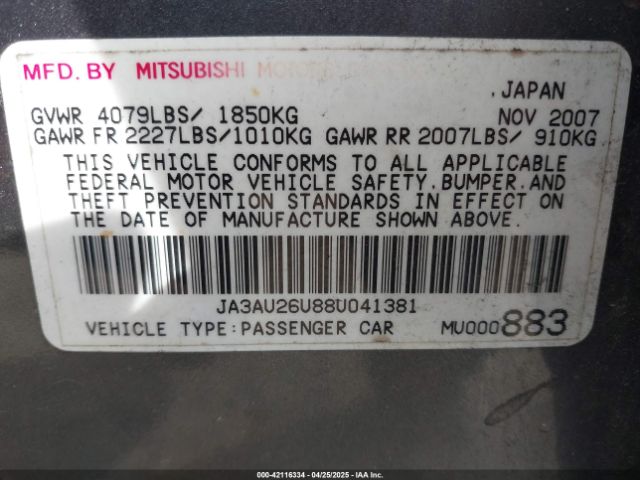 MFD. BY MITSUBISHI MOTORS
.JAPAN
GVWR 4079LBS/ 1850KG NOV 2007
GAWR FR 2227LBS/1010KG GAWR RR 2007LBS/ 910KG
THIS VEHICLE CONFORMS TO ALL APPLICABLE
FEDERAL MOTOR VEHICLE SAFETY.BUMPER.AND
THEFT PREVENTION STANDARDS IN EFFECT ON
THE DATE OF MANUFACTURE SHOWN ABOVE.
JA3AU26U88U041381
VEHICLE TYPE:PASSENGER CAR MU000883
000-42116334 - 04/25/2025 - IAA Inc.